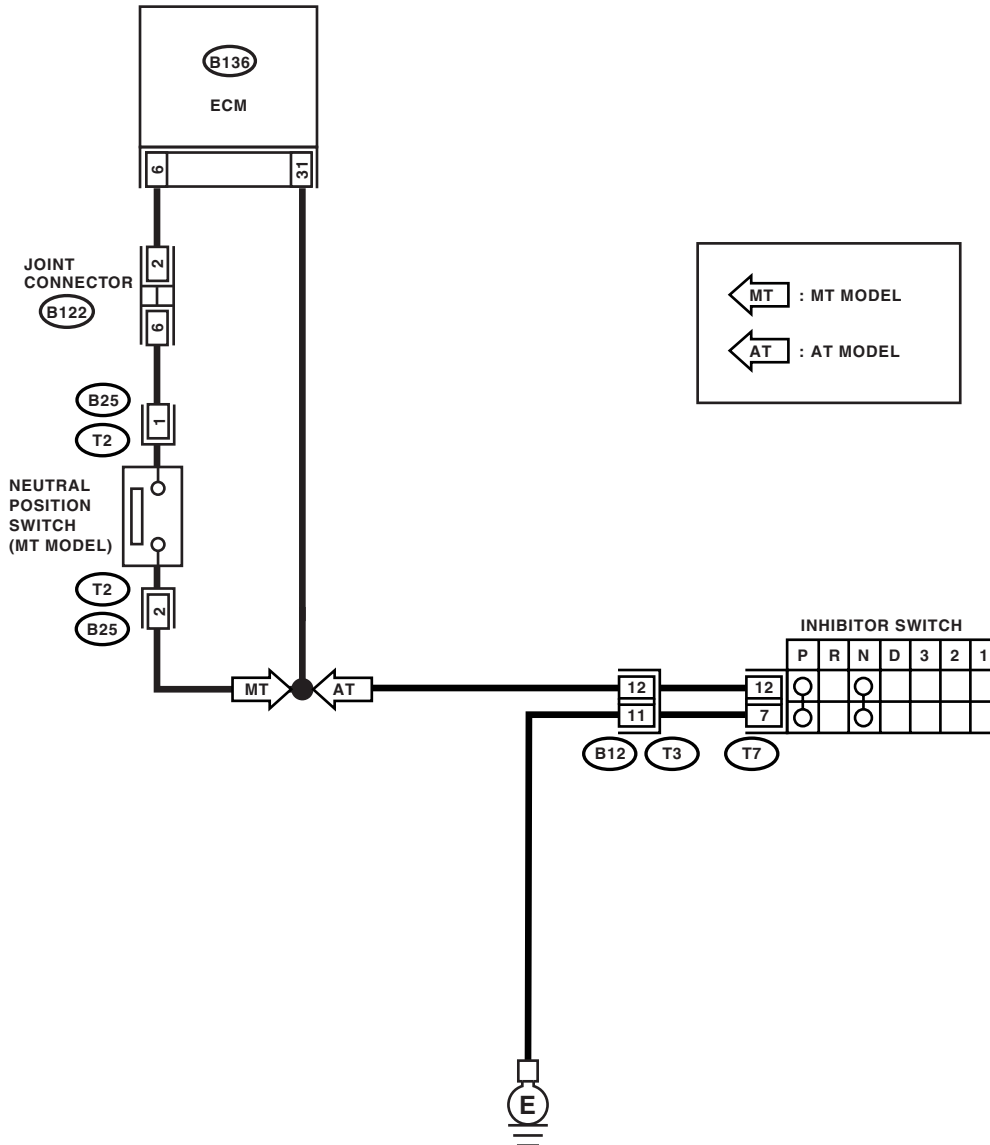 B136
ECM
6
31
JOINT
CONNECTOR
B122
2
6
MT : MT MODEL
AT : AT MODEL
B25
T2
1
NEUTRAL
POSITION
SWITCH
(MT MODEL)
T2
B25
2
MT
AT
INHIBITOR SWITCH
P R N D 3 2 1
12
12
11
7
B12
T3
T7
E